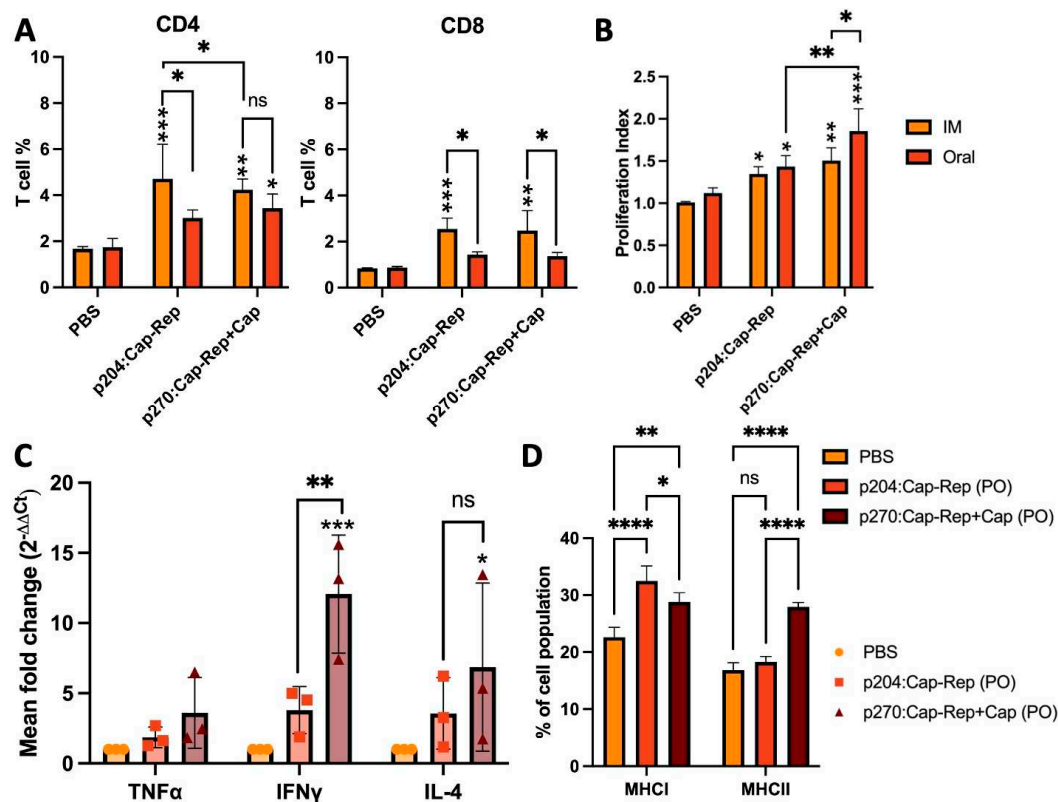 A
CD4
T cell %
10
8
6
4
2
0
*
*
ns
***
**
*
PBS
p204:Cap-Rep
p270:Cap-Rep+Cap
CD8
T cell %
10
8
6
4
2
0
*
*
***
**
PBS
p204:Cap-Rep
p270:Cap-Rep+Cap
B
Proliferation Index
2.5
2.0
1.5
1.0
0.5
0.0
*
**
*
*
**
***
PBS
p204:Cap-Rep
p270:Cap-Rep+Cap
IM
Oral
C
Mean fold change (2-ΔΔCt)
20
15
10
5
0
**
***
ns
*
TNFα
IFNγ
IL-4
D
% of cell population
40
30
20
10
0
**
*
****
****
ns
****
MHCI
MHCII
PBS
p204:Cap-Rep (PO)
p270:Cap-Rep+Cap (PO)
PBS
p204:Cap-Rep (PO)
p270:Cap-Rep+Cap (PO)